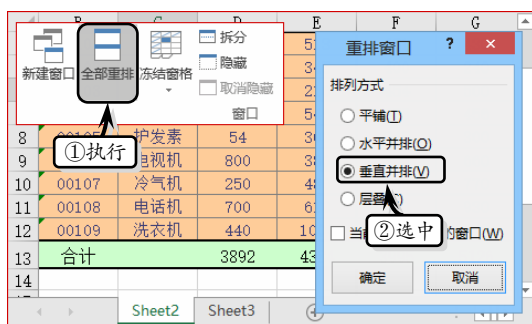 B C D E F G
新建窗口 全部重排 冻结窗格
拆分
隐藏
取消隐藏
窗口
①执行
8 护发素 54
9 电视机 800
10 00107 冷气机 250
11 00108 电话机 700
12 00109 洗衣机 440 10
13 合计 3892 43
14
Sheet2 Sheet3
重排窗口 ? ×
排列方式
平铺(T)
水平并排(O)
垂直并排(V)
层叠
②选中
当 的窗口(W)
确定 取消